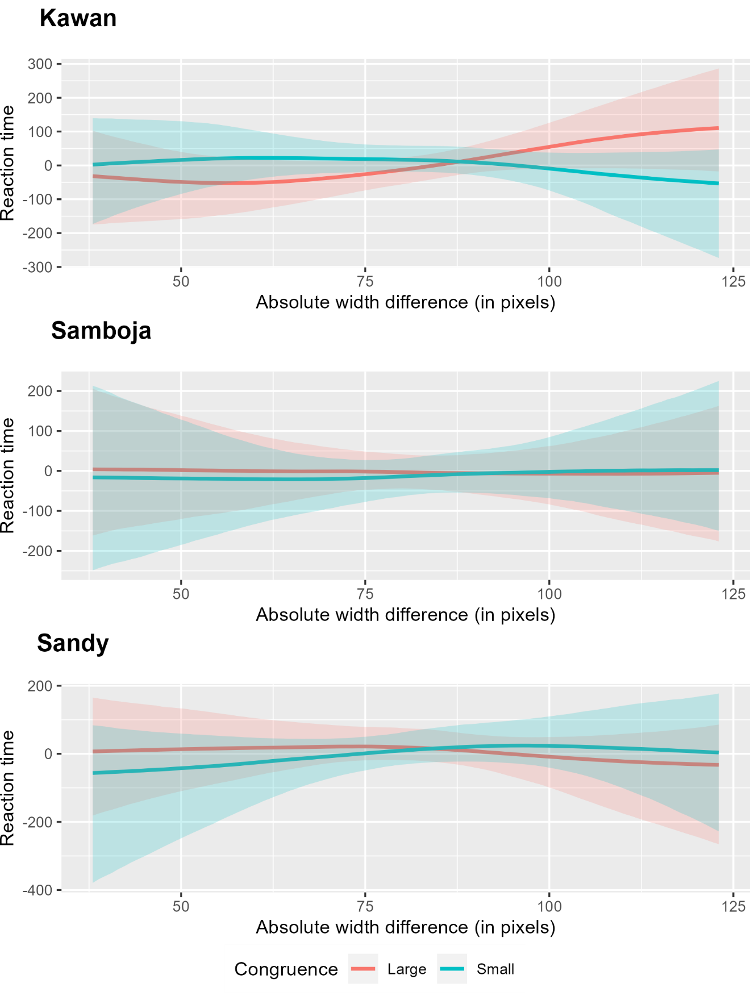 Kawan
Reaction time
300
200
100
0
-100
-200
-300
50 75 100 125
Absolute width difference (in pixels)
Samboja
Reaction time
200
100
0
-100
-200
50 75 100 125
Absolute width difference (in pixels)
Sandy
Reaction time
200
0
-200
-400
50 75 100 125
Absolute width difference (in pixels)
Congruence Large Small